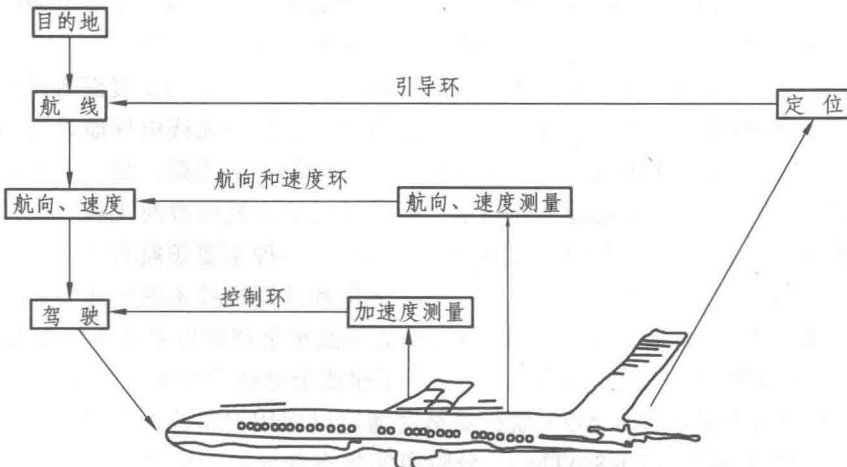 目的地
引导环
航线
定位
航向和速度环
航向、速度
航向、速度测量
控制环
驾驶
加速度测量